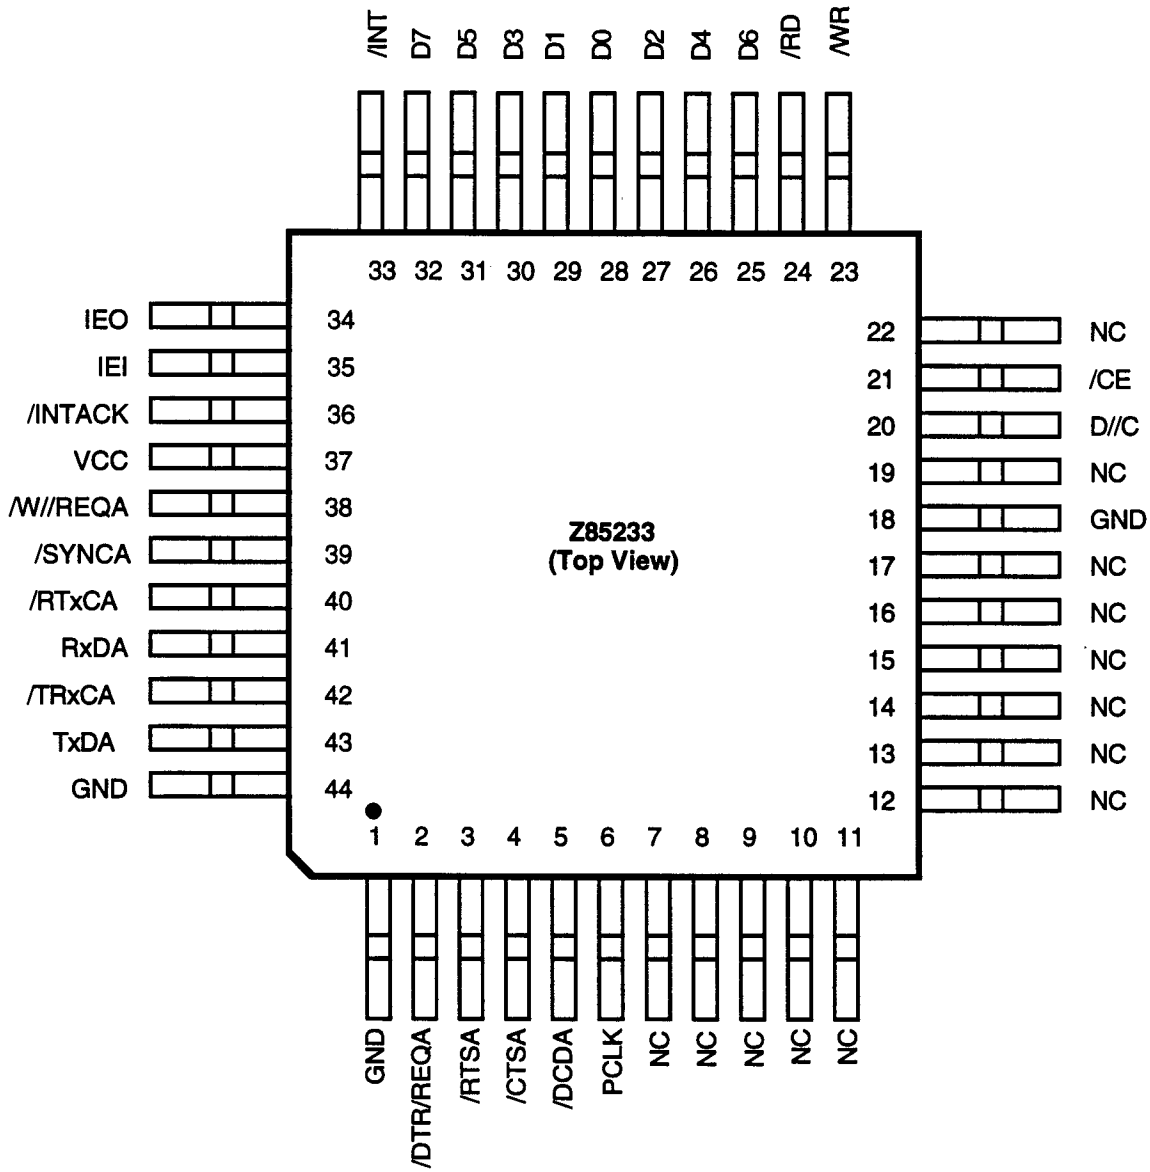 /INT D7 D5 D3 D1 D0 D2 D4 D6 /RD /WR
33 32 31 30 29 28 27 26 25 24 23
IEO 34
IEI 35
/INTACK 36
VCC 37
/W//REQA 38
/SYNCA 39
/RTxCA 40
RxDA 41
/TRxCA 42
TxDA 43
GND 44
Z85233
(Top View)
22 NC
21 /CE
20 D//C
19 NC
18 GND
17 NC
16 NC
15 NC
14 NC
13 NC
12 NC
1 2 3 4 5 6 7 8 9 10 11
GND /DTR/REQA /RTSA /CTSA /DCDA PCLK NC NC NC NC NC